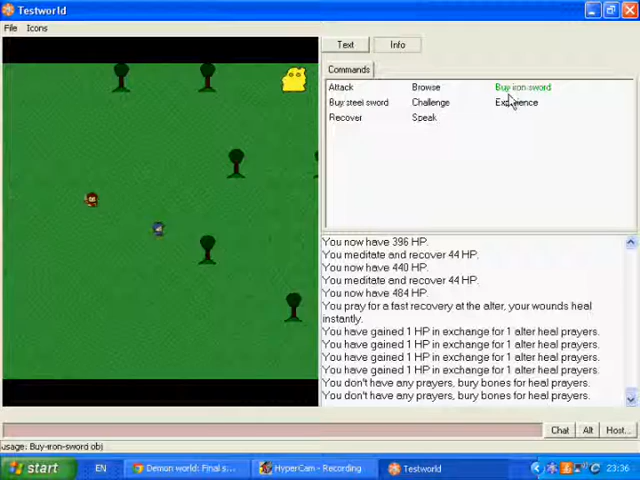 Testworld
File Icons
Text Info
Commands
Attack Browse Buy iron sword
Buy steel sword Challenge Experience
Recover Speak
You now have 396 HP.
You meditate and recover 44 HP.
You now have 440 HP.
You meditate and recover 44 HP.
You now have 484 HP.
You pray for a fast recovery at the alter, your wounds heal
instantly.
You have gained 1 HP in exchange for 1 alter heal prayers.
You have gained 1 HP in exchange for 1 alter heal prayers.
You have gained 1 HP in exchange for 1 alter heal prayers.
You have gained 1 HP in exchange for 1 alter heal prayers.
You don't have any prayers, bury bones for heal prayers.
You don't have any prayers, bury bones for heal prayers.
Chat Alt Host...
usage: Buy-iron-sword obj
start EN Demon world: Final s... HyperCam - Recording Testworld 23:36